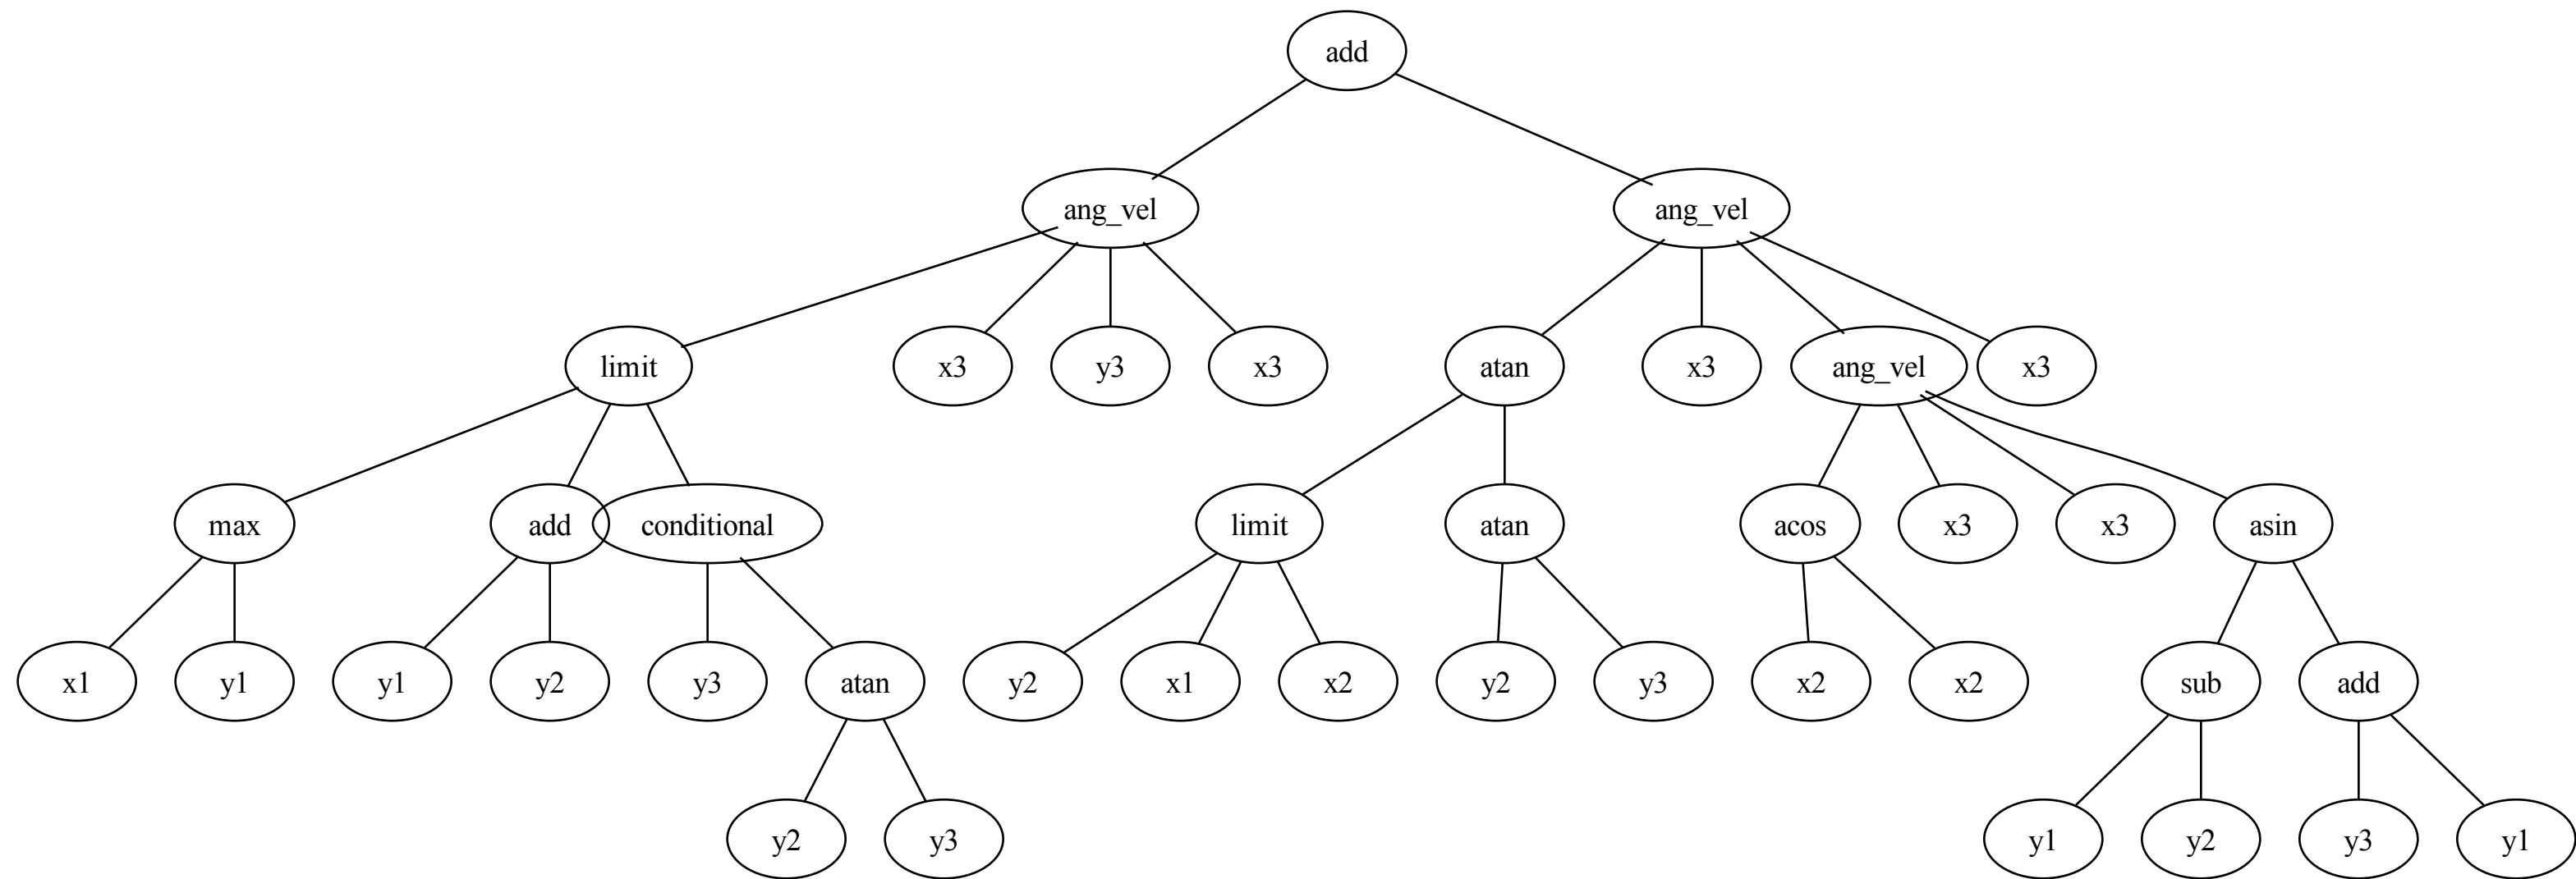 add
ang_vel ang_vel
limit x3 y3 x3 atan x3 ang_vel x3
max add conditional limit atan acos x3 x3 asin
x1 y1 y1 y2 y3 atan y2 x1 x2 y2 y3 x2 x2 sub add
y2 y3 y1 y2 y3 y1